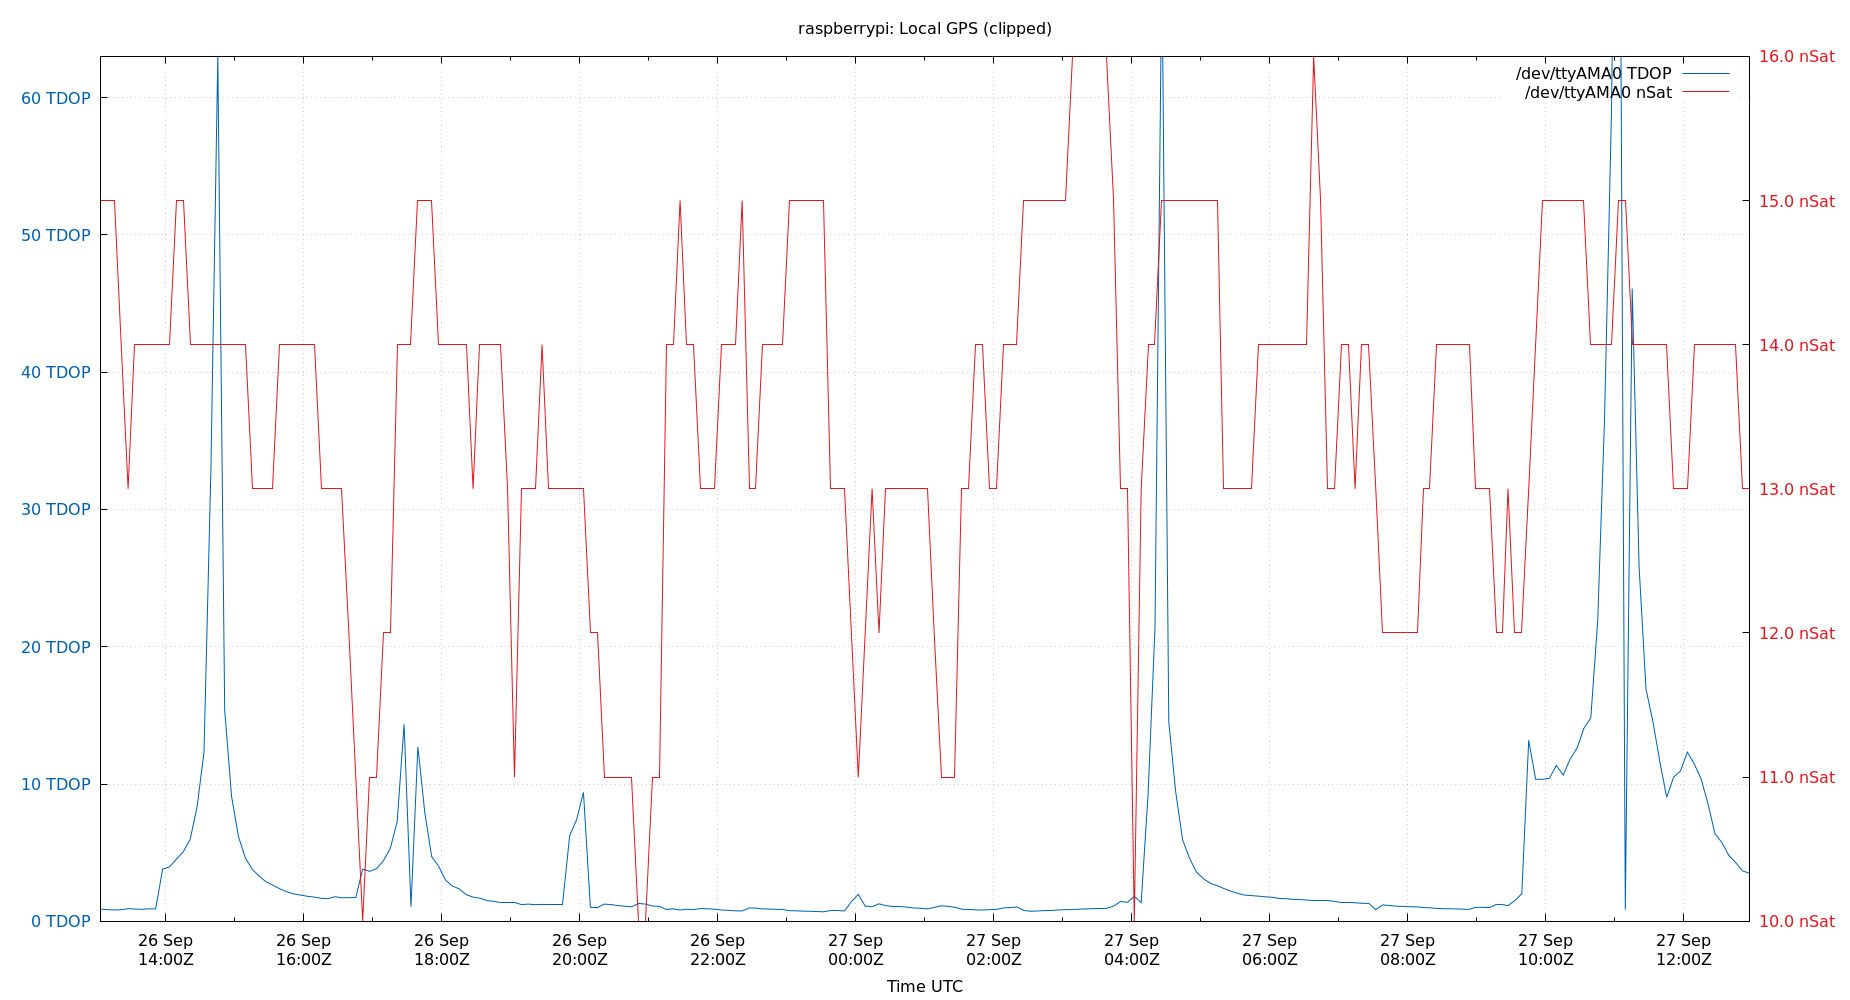 raspberrypi: Local GPS (clipped)
/dev/ttyAMA0 TDOP
/dev/ttyAMA0 nSat
60 TDOP
50 TDOP
40 TDOP
30 TDOP
20 TDOP
10 TDOP
0 TDOP
16.0 nSat
15.0 nSat
14.0 nSat
13.0 nSat
12.0 nSat
11.0 nSat
10.0 nSat
26 Sep
14:00Z
26 Sep
16:00Z
26 Sep
18:00Z
26 Sep
20:00Z
26 Sep
22:00Z
27 Sep
00:00Z
27 Sep
02:00Z
27 Sep
04:00Z
27 Sep
06:00Z
27 Sep
08:00Z
27 Sep
10:00Z
27 Sep
12:00Z
Time UTC